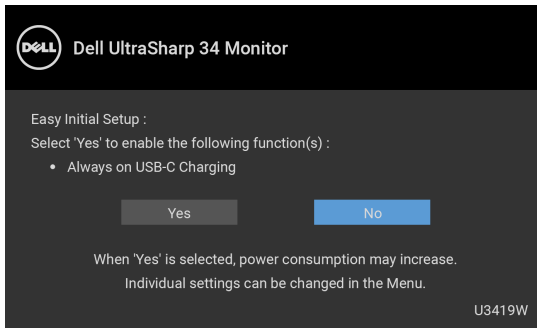 DELL Dell UltraSharp 34 Monitor
Easy Initial Setup :
Select 'Yes' to enable the following function(s) :
• Always on USB-C Charging
Yes No
When 'Yes' is selected, power consumption may increase.
Individual settings can be changed in the Menu.
U3419W